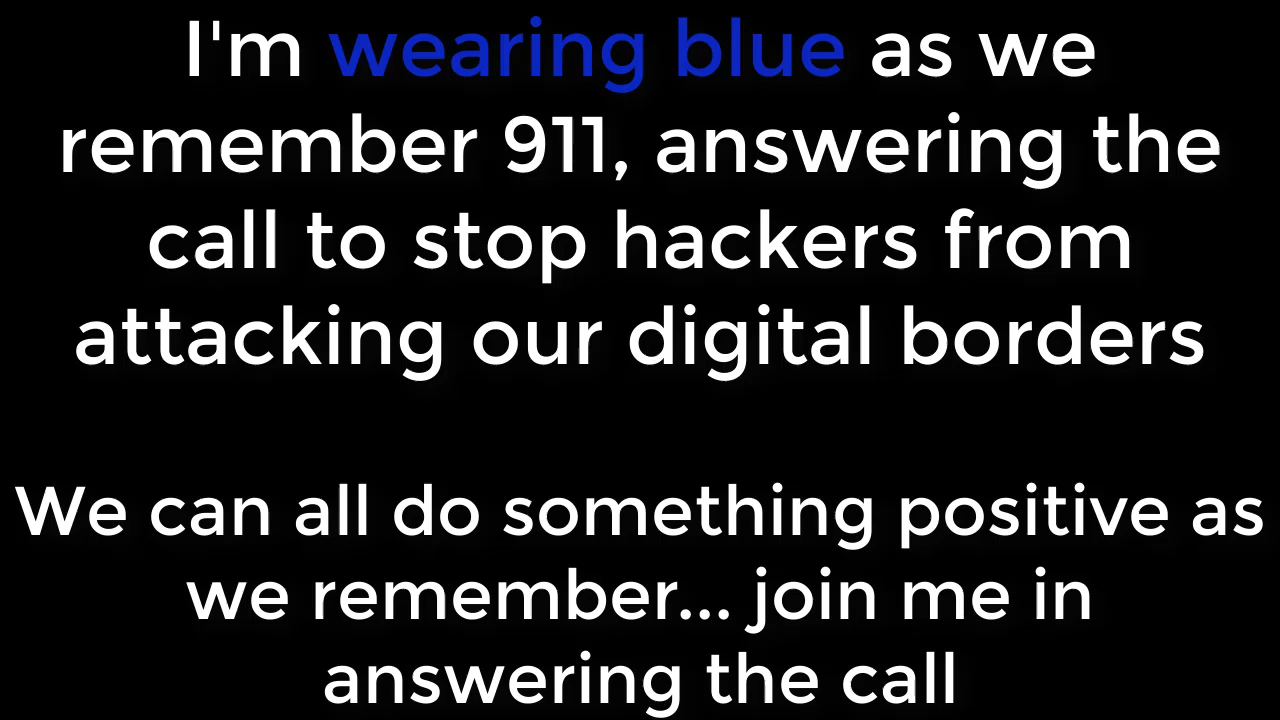 I'm wearing blue as we
remember 911, answering the
call to stop hackers from
attacking our digital borders
We can all do something positive as
we remember... join me in
answering the call